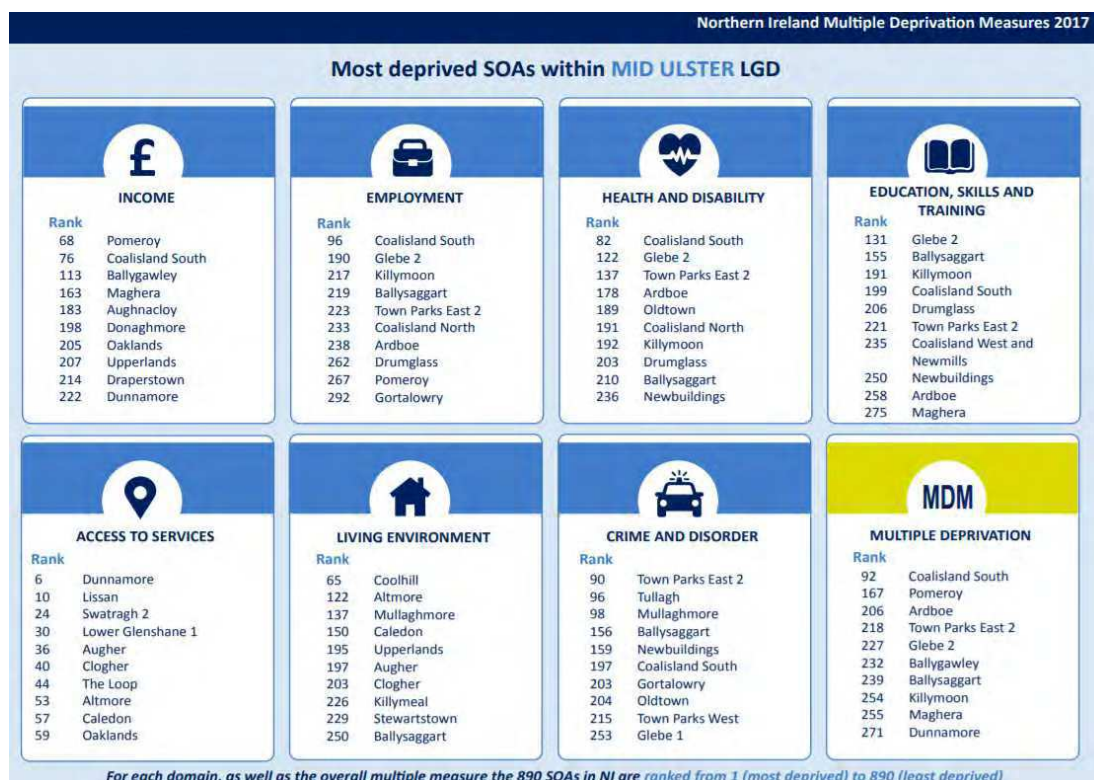 Northern Ireland Multiple Deprivation Measures 2017
Most deprived SOAs within MID ULSTER LGD
£
INCOME
Rank
68 Pomeroy
76 Coalisland South
113 Ballygawley
163 Maghera
183 Aughnacloy
198 Donaghmore
205 Oaklands
207 Upperlands
214 Draperstown
222 Dunnamore
EMPLOYMENT
Rank
96 Coalisland South
190 Glebe 2
217 Killymoon
219 Ballysaggart
223 Town Parks East 2
233 Coalisland North
238 Ardboe
262 Drumglass
267 Pomeroy
292 Gortalowry
HEALTH AND DISABILITY
Rank
82 Coalisland South
122 Glebe 2
137 Town Parks East 2
178 Ardboe
189 Oldtown
191 Coalisland North
192 Killymoon
203 Drumglass
210 Ballysaggart
236 Newbuildings
EDUCATION, SKILLS AND
TRAINING
Rank
131 Glebe 2
155 Ballysaggart
191 Killymoon
199 Coalisland South
206 Drumglass
221 Town Parks East 2
235 Coalisland West and
Newmills
250 Newbuildings
258 Ardboe
275 Maghera
ACCESS TO SERVICES
Rank
6 Dunnamore
10 Lissan
24 Swatragh 2
30 Lower Glenshane 1
36 Augher
40 Clogher
44 The Loop
53 Altmore
57 Caledon
59 Oaklands
LIVING ENVIRONMENT
Rank
65 Coolhill
122 Altmore
137 Mullaghmore
150 Caledon
195 Upperlands
197 Augher
203 Clogher
226 Killymeal
229 Stewartstown
250 Ballysaggart
CRIME AND DISORDER
Rank
90 Town Parks East 2
96 Tullagh
98 Mullaghmore
156 Ballysaggart
159 Newbuildings
197 Coalisland South
203 Gortalowry
204 Oldtown
215 Town Parks West
253 Glebe 1
MDM
MULTIPLE DEPRIVATION
Rank
92 Coalisland South
167 Pomeroy
206 Ardboe
218 Town Parks East 2
227 Glebe 2
232 Ballygawley
239 Ballysaggart
254 Killymoon
255 Maghera
271 Dunnamore
For each domain, as well as the overall multiple measure the 890 SOAs in NI are ranked from 1 (most deprived) to 890 (least deprived)